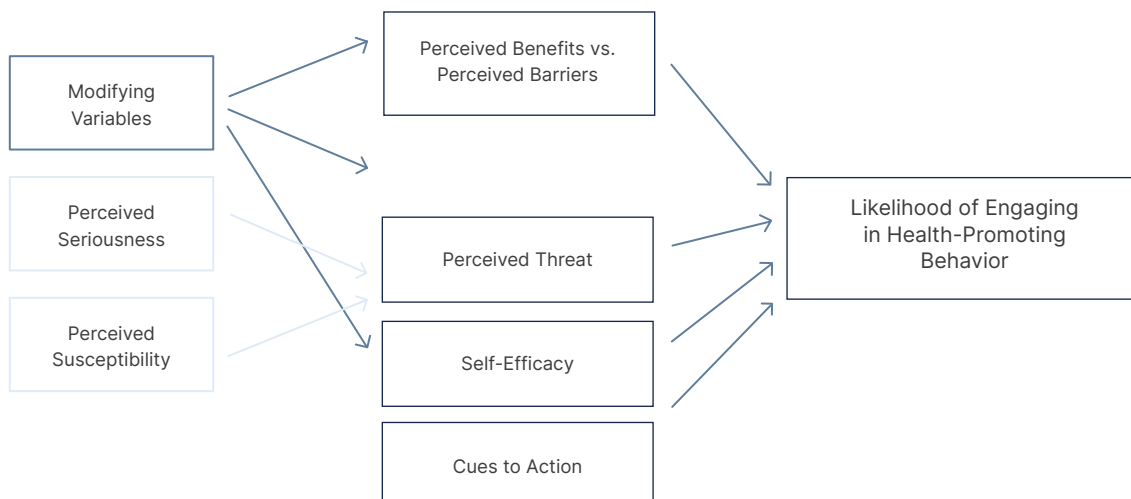 Modifying
Variables
Perceived
Seriousness
Perceived
Susceptibility
Perceived Benefits vs.
Perceived Barriers
Perceived Threat
Self-Efficacy
Cues to Action
Likelihood of Engaging
in Health-Promoting
Behavior